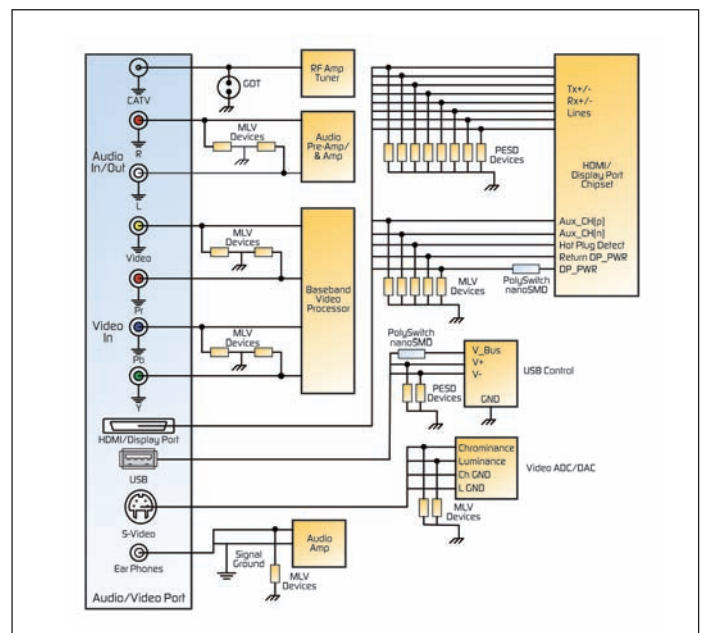 CATV
GDT
RF Amp
Tuner
R
Audio
In/Out
L
MLV
Devices
Audio
Pre-Amp/
& Amp
Video
Pr
Video
In
Pb
Y
MLV
Devices
MLV
Devices
Baseband
Video
Processor
HDMI/Display Port
USB
S-Video
Ear Phones
Audio/Video Port
Signal
Ground
MLV
Devices
Audio
Amp
Tx+/-
Rx+/-
Lines
PESD
Devices
HDMI/
Display Port
Chipset
Aux_CH(p)
Aux_CH(n)
Hot Plug Detect
Return DP_PWR
DP_PWR
MLV
Devices
PolySwitch
nanoSMD
PolySwitch
nanoSMD
V_Bus
V+
V-
GND
USB Control
PESD
Devices
Chrominance
Luminance
Ch GND
L GND
Video ADC/DAC
MLV
Devices